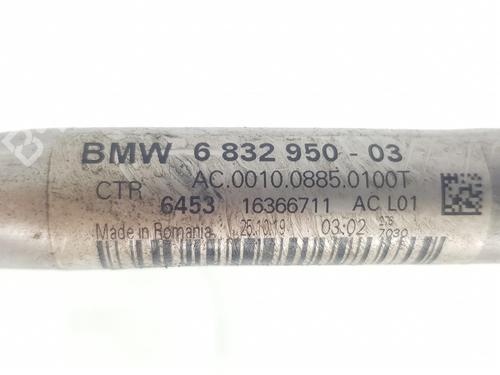 BMW 6 832 950 - 03
CTR AC.0010.0885.0100T
6453 16366711 AC L01
Made in Romania 25.10.19 03:02